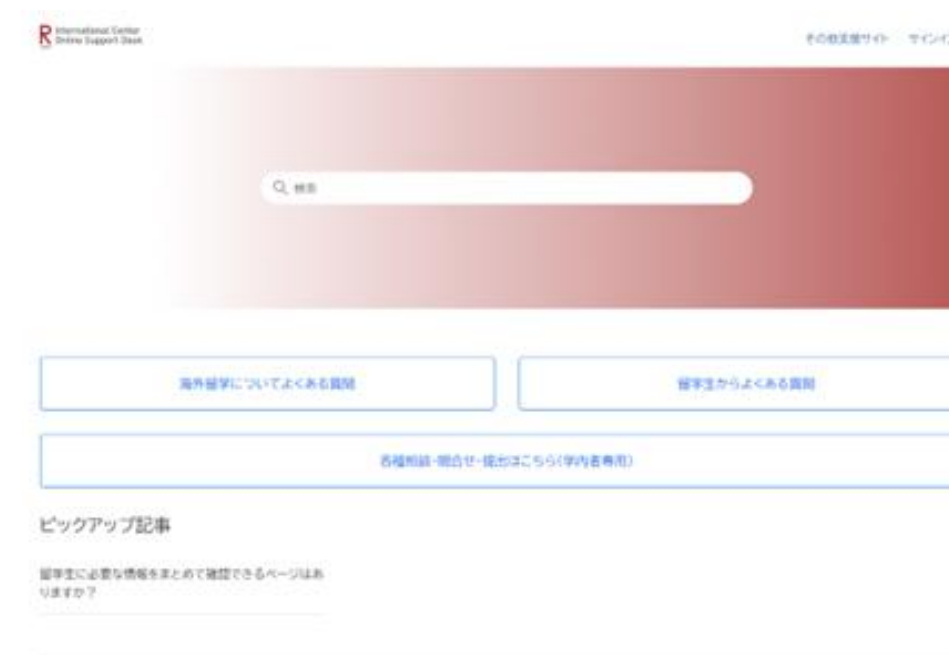 R International Center
Online Support Desk
その他支援サイト サインイ
検索
海外留学についてよくある質問
留学生からよくある質問
各種相談・問合せ・提出はこちら(学内者専用)
ピックアップ記事
留学生に必要な情報をまとめて確認できるページはあ
りますか?